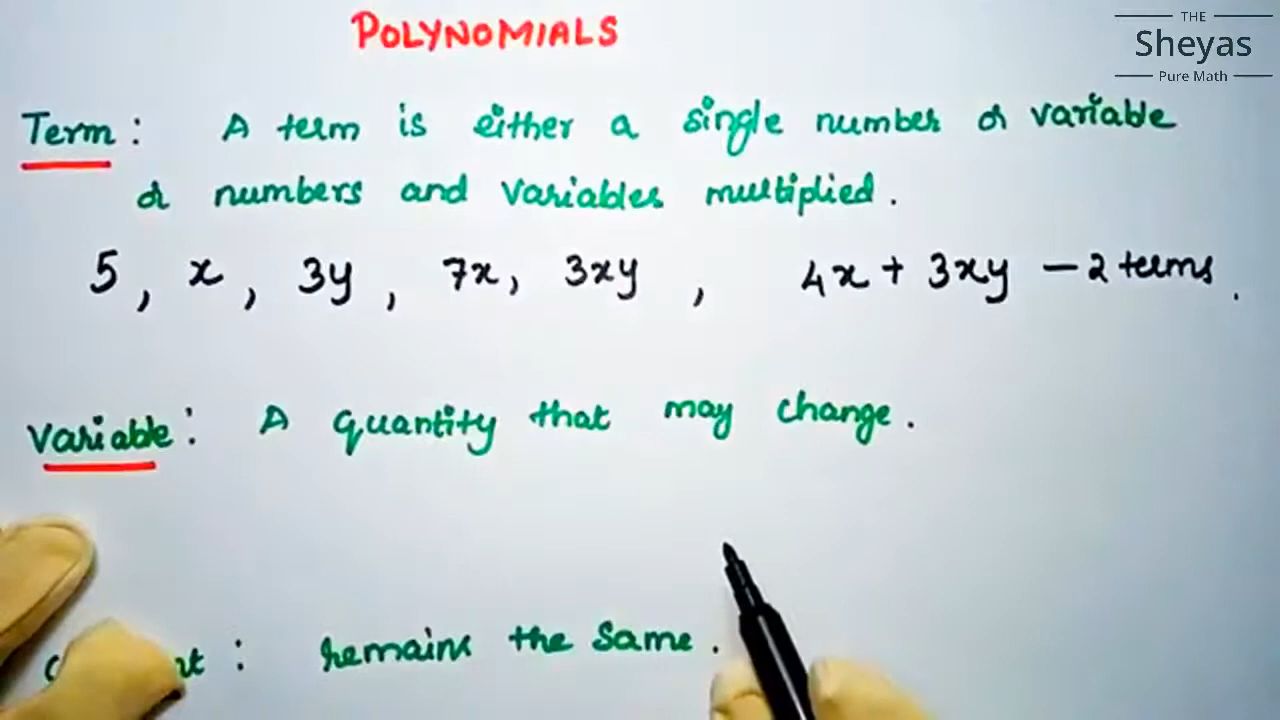 POLYNOMIALS
THE
Sheyas
Pure Math
Term : A term is either a single number or variable
or numbers and variables multiplied.
5 , x , 3y , 7x, 3xy , 4x + 3xy — 2 terms.
Variable : A quantity that may change.
: remains the same.